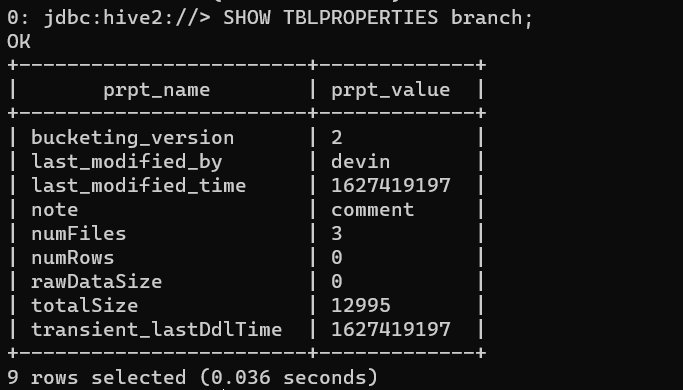 0: jdbc:hive2://> SHOW TBLPROPERTIES branch;
OK
+------------------------+-------------+
|       prpt_name        | prpt_value  |
+------------------------+-------------+
| bucketing_version      | 2           |
| last_modified_by       | devin       |
| last_modified_time     | 1627419197  |
| note                   | comment     |
| numFiles               | 3           |
| numRows                | 0           |
| rawDataSize            | 0           |
| totalSize              | 12995       |
| transient_lastDdlTime  | 1627419197  |
+------------------------+-------------+
9 rows selected (0.036 seconds)